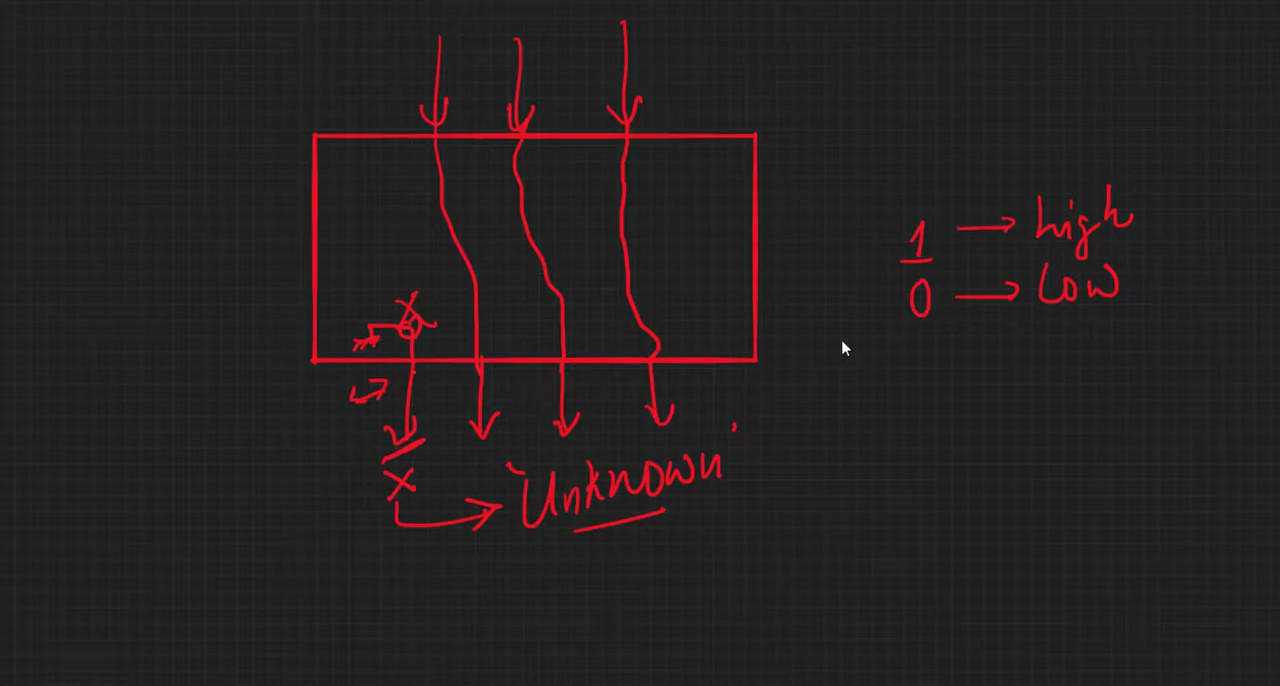 1 → high
0 → Low
X
X
"Unknown"